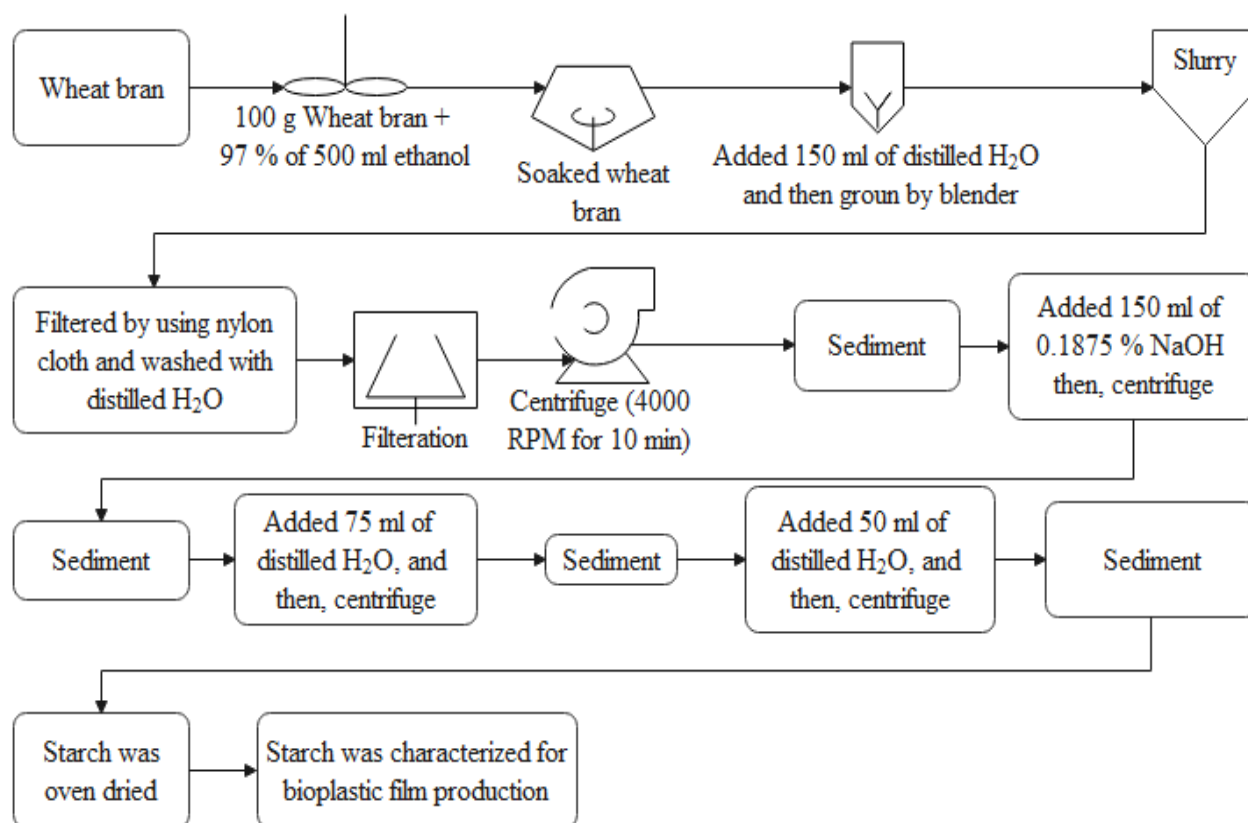 Wheat bran
100 g Wheat bran +
97 % of 500 ml ethanol
Soaked wheat
bran
Added 150 ml of distilled H₂O
and then groun by blender
Slurry
Filtered by using nylon
cloth and washed with
distilled H₂O
Filteration
Centrifuge (4000
RPM for 10 min)
Sediment
Added 150 ml of
0.1875 % NaOH
then, centrifuge
Sediment
Added 75 ml of
distilled H₂O, and
then, centrifuge
Sediment
Added 50 ml of
distilled H₂O, and
then, centrifuge
Sediment
Starch was
oven dried
Starch was characterized for
bioplastic film production